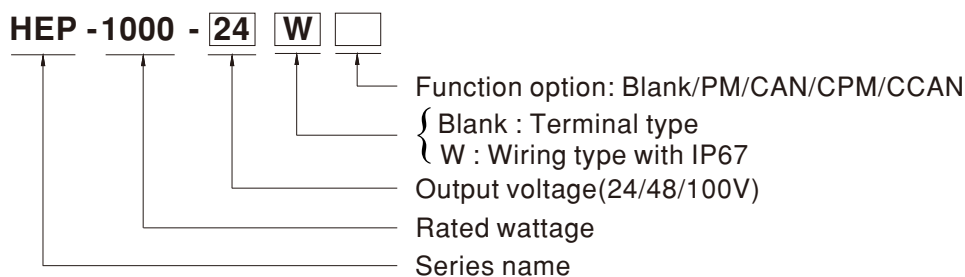 HEP -1000 - 24 W
Function option: Blank/PM/CAN/CPM/CCAN
Blank : Terminal type
W : Wiring type with IP67
Output voltage(24/48/100V)
Rated wattage
Series name